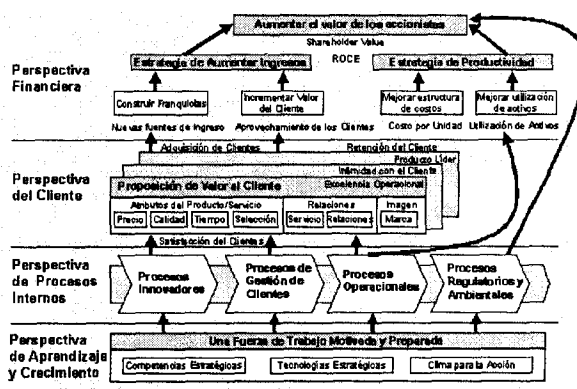 Aumentar el valor de los accionistas
Shareholder Value
Estrategia de Aumentar Ingresos
ROCE
Estrategia de Productividad
Perspectiva
Financiera
Construir Franquicias
Incrementar Valor
del Cliente
Mejorar estructura
de costos
Mejorar utilización
de activos
Nuevas fuentes de Ingreso
Aprovechamiento de los Clientes
Costo por Unidad
Utilización de Activos
Adquisición de Clientes
Retención del Cliente
Producto Líder
Intimidad con el Cliente
Perspectiva
del Cliente
Proposición de Valor al Cliente
Excelencia Operacional
Atributos del Producto/Servicio
Relaciones
Imagen
Precio
Calidad
Tiempo
Selección
Servicio
Relaciones
Marca
Satisfacción del Clientes
Perspectiva
de Procesos
Internos
Procesos
Innovadores
Procesos de
Gestión de
Clientes
Procesos
Operacionales
Procesos
Regulatorios y
Ambientales
Perspectiva
de Aprendizaje
y Crecimiento
Una Fuerza de Trabajo Motivada y Preparada
Competencias Estratégicas
Tecnologías Estratégicas
Clima para la Acción